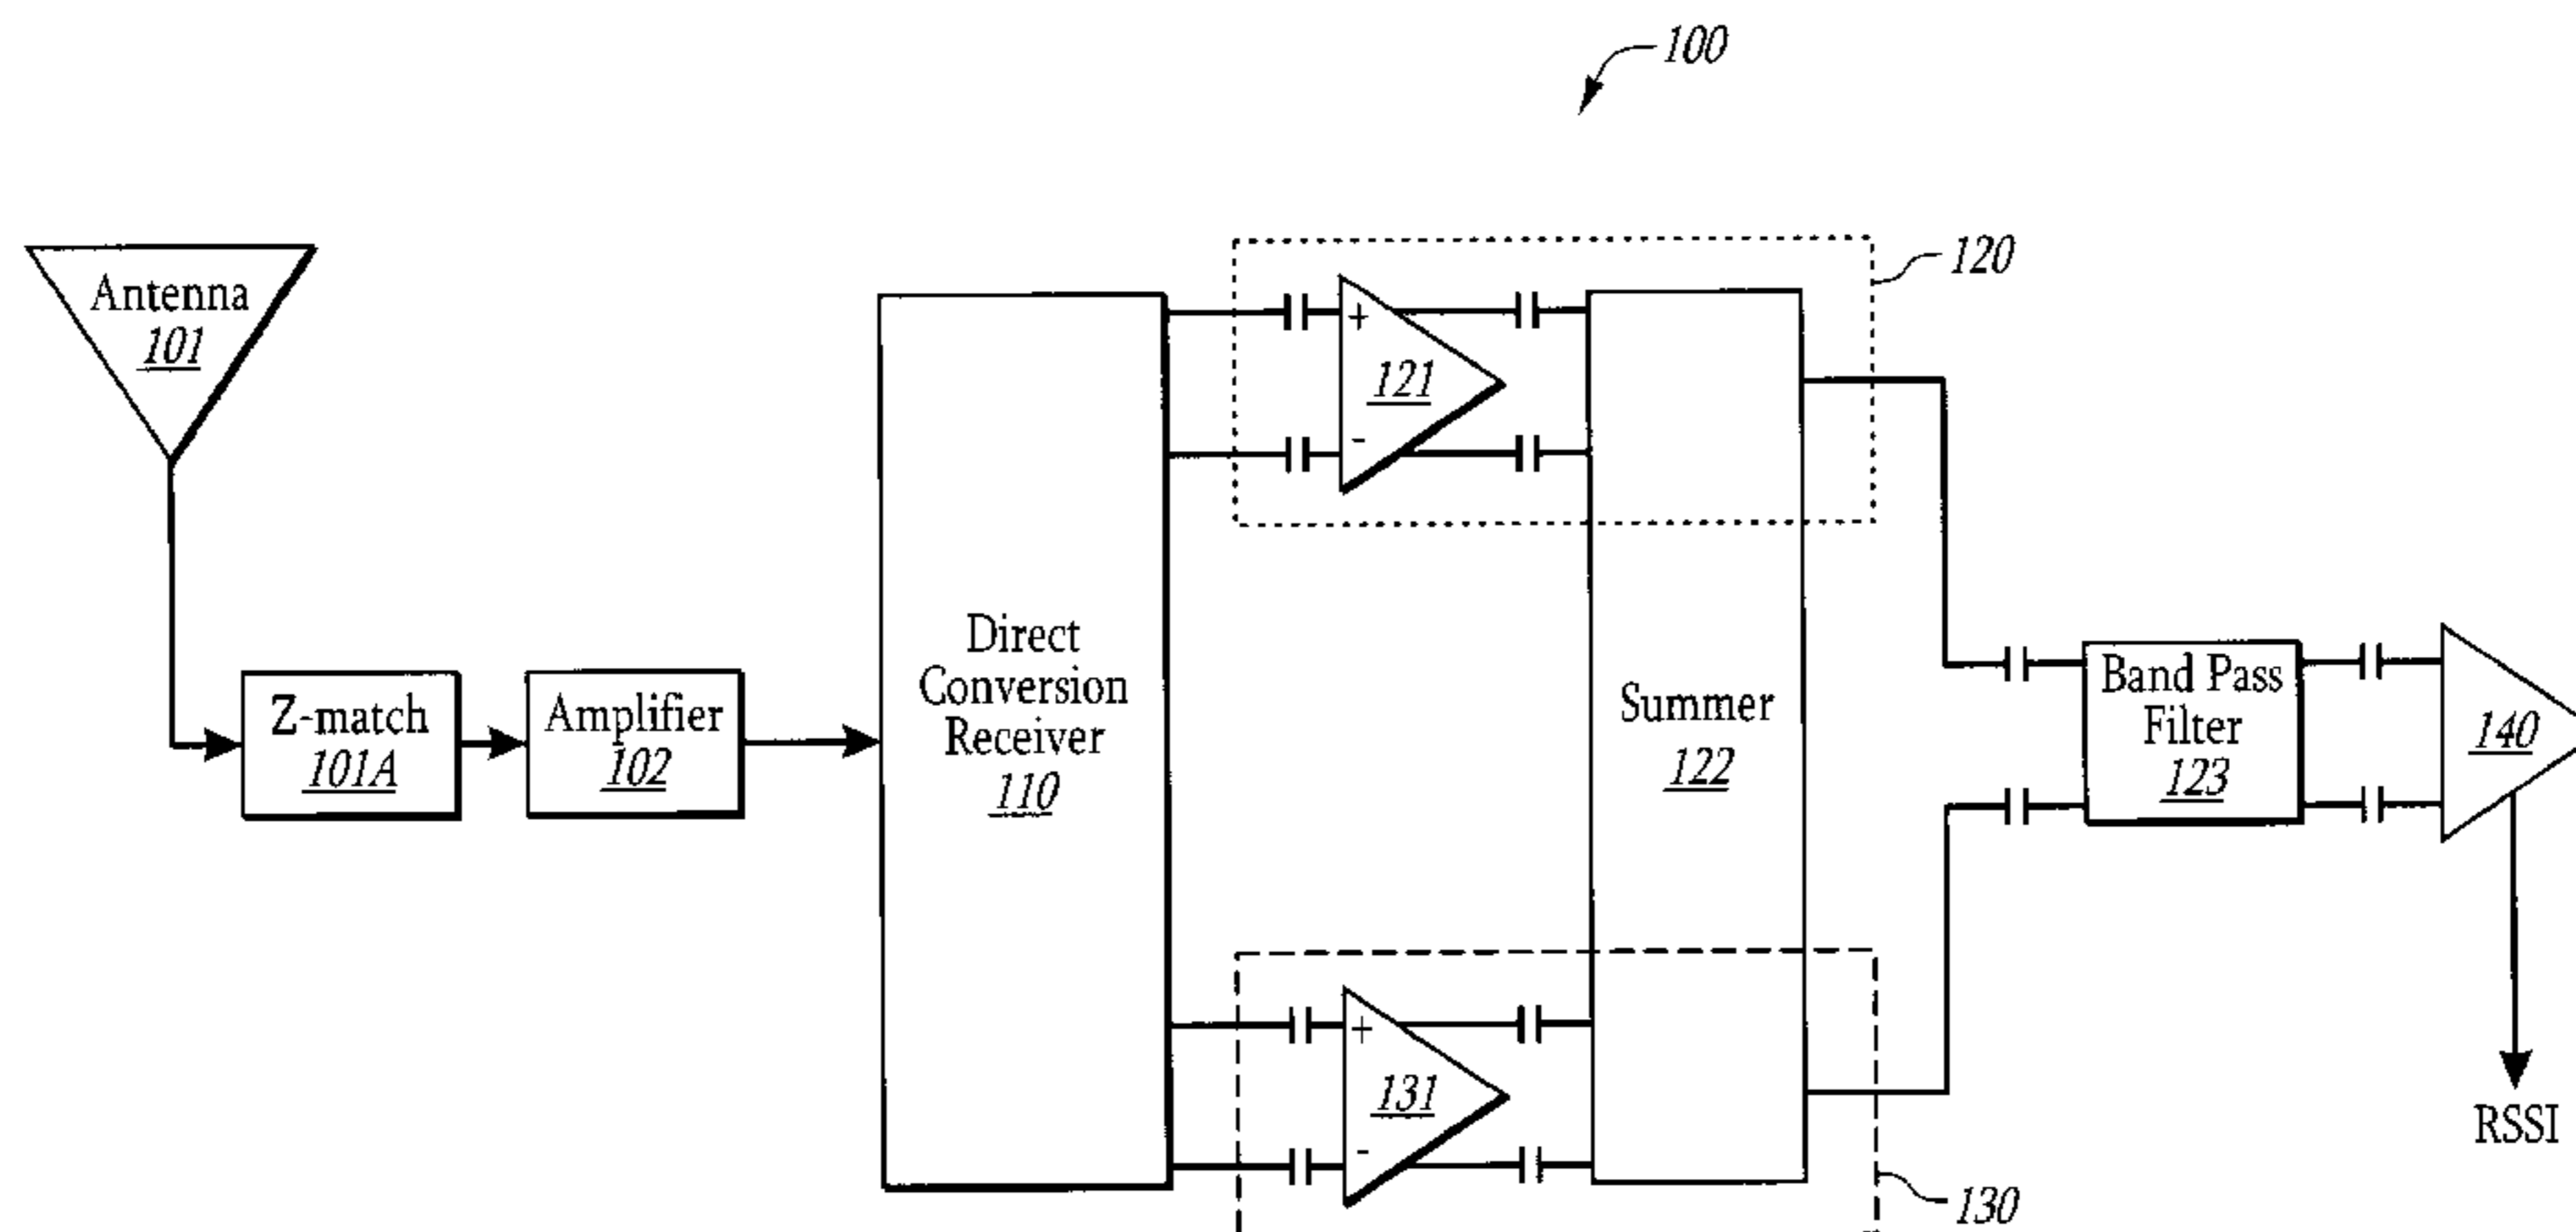 100
120
Antenna
101
+
121
-
Direct
Conversion
Receiver
110
Z-match
101A
Amplifier
102
Summer
122
Band Pass
Filter
123
140
+
131
-
RSSI
130